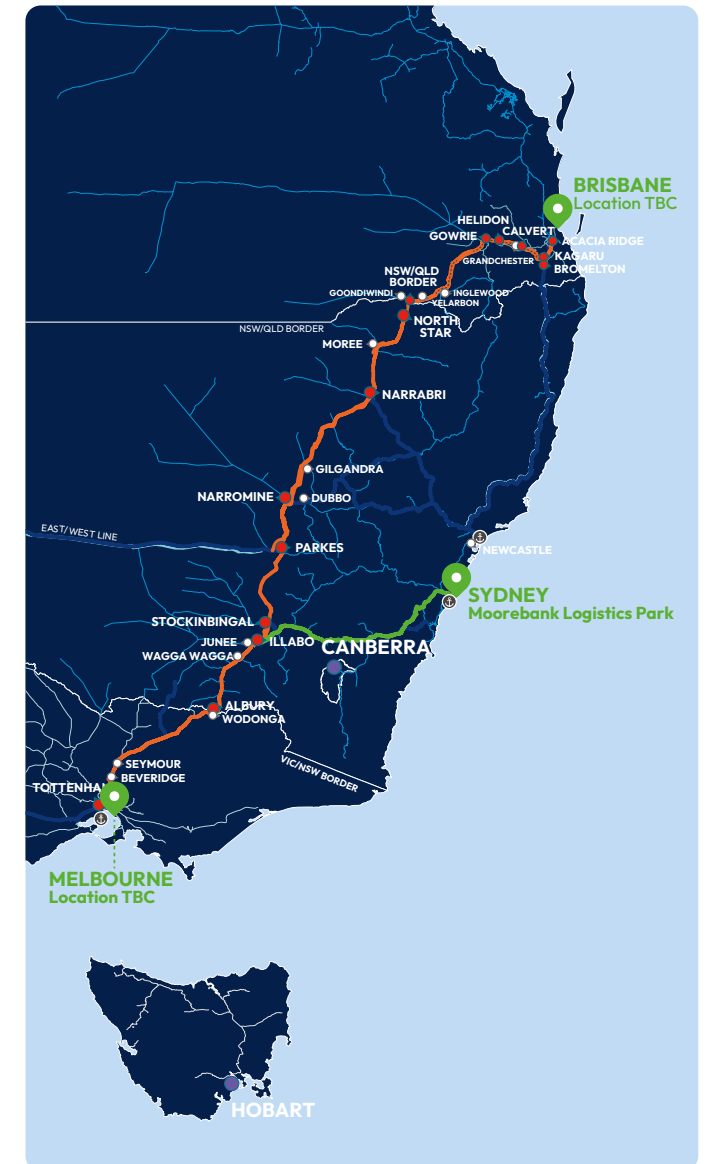 BRISBANE
Location TBC
HELIDON
CALVERT
GOWRIE
ACACIA RIDGE
KAGARU
GRANDCHESTER
BROMELTON
NSW/QLD
BORDER
GOONDIWINDI
INGLEWOOD
YELARBON
NORTH
STAR
NSW/QLD BORDER
MOREE
NARRABRI
GILGANDRA
NARROMINE
DUBBO
EAST/WEST LINE
PARKES
NEWCASTLE
SYDNEY
Moorebank Logistics Park
STOCKINBINGAL
JUNEE
ILLABO
CANBERRA
WAGGA WAGGA
ALBURY
WODONGA
VIC/NSW BORDER
SEYMOUR
BEVERIDGE
TOTTENHA
MELBOURNE
Location TBC
HOBART